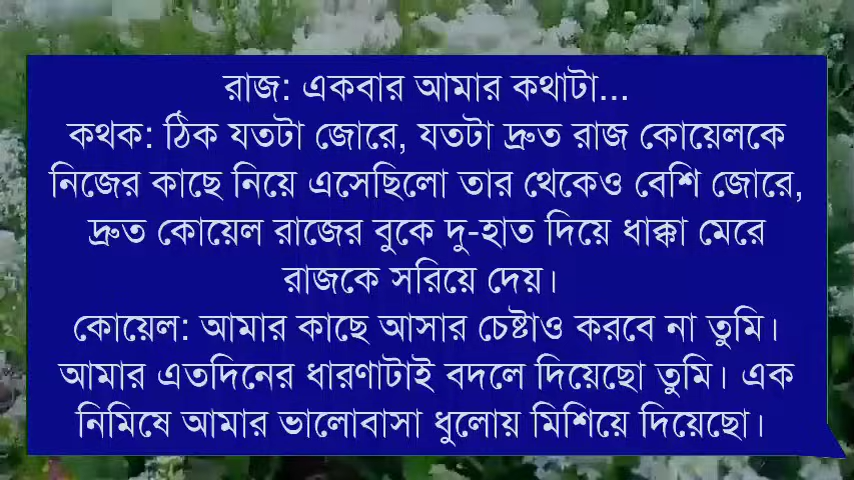 রাজ: একবার আমার কথাটা...
কথক: ঠিক যতটা জোরে, যতটা দ্রুত রাজ কোয়েলকে
নিজের কাছে নিয়ে এসেছিলো তার থেকেও বেশি জোরে,
দ্রুত কোয়েল রাজের বুকে দু-হাত দিয়ে ধাক্কা মেরে
রাজকে সরিয়ে দেয়।
কোয়েল: আমার কাছে আসার চেষ্টাও করবে না তুমি।
আমার এতদিনের ধারণাটাই বদলে দিয়েছো তুমি। এক
নিমিষে আমার ভালোবাসা ধুলোয় মিশিয়ে দিয়েছো।